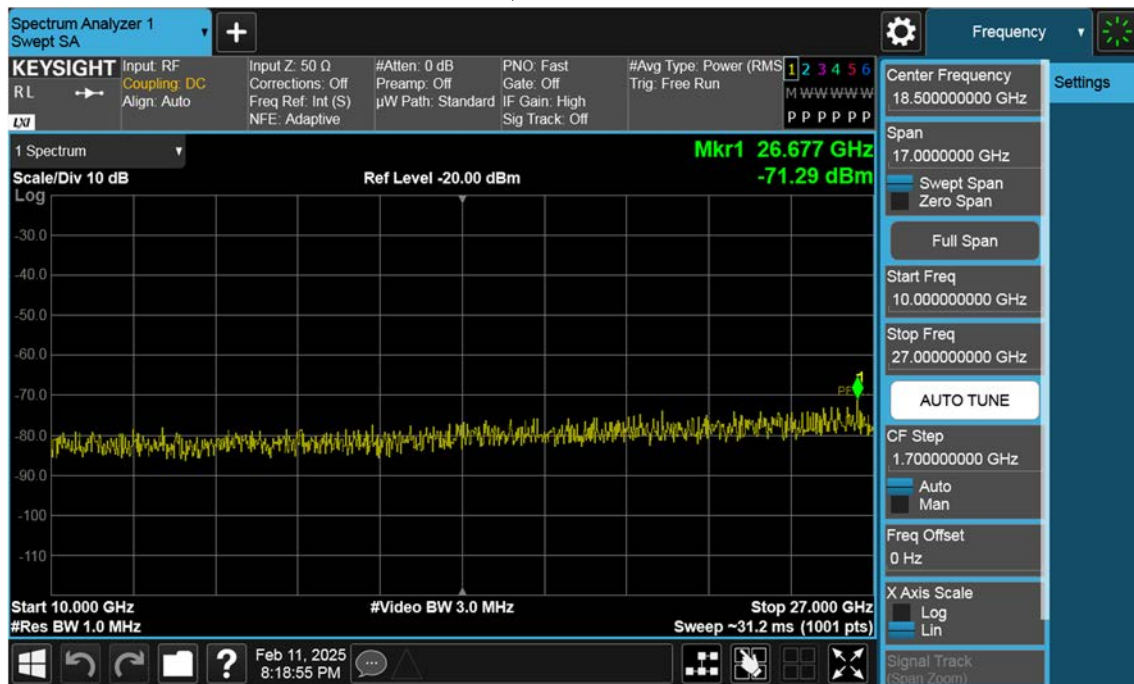 Spectrum Analyzer 1
Swept SA
Frequency
KEYSIGHT
RL
LXI
Input: RF
Coupling: DC
Align: Auto
Input Z: 50 Ω
Corrections: Off
Freq Ref: Int (S)
NFE: Adaptive
#Atten: 0 dB
Preamp: Off
µW Path: Standard
PNO: Fast
Gate: Off
IF Gain: High
Sig Track: Off
#Avg Type: Power (RMS
Trig: Free Run
1 2 3 4 5 6
M W W W W W
P P P P P P
1 Spectrum
Scale/Div 10 dB
Ref Level -20.00 dBm
Mkr1 26.677 GHz
-71.29 dBm
Log
-30.0
-40.0
-50.0
-60.0
-70.0
-80.0
-90.0
-100
-110
1
Start 10.000 GHz
#Video BW 3.0 MHz
Stop 27.000 GHz
#Res BW 1.0 MHz
Sweep ~31.2 ms (1001 pts)
Feb 11, 2025
8:18:55 PM
Center Frequency
18.500000000 GHz
Span
17.0000000 GHz
Swept Span
Zero Span
Full Span
Start Freq
10.000000000 GHz
Stop Freq
27.000000000 GHz
AUTO TUNE
CF Step
1.700000000 GHz
Auto
Man
Freq Offset
0 Hz
X Axis Scale
Log
Lin
Signal Track
(Span Zoom)
Settings